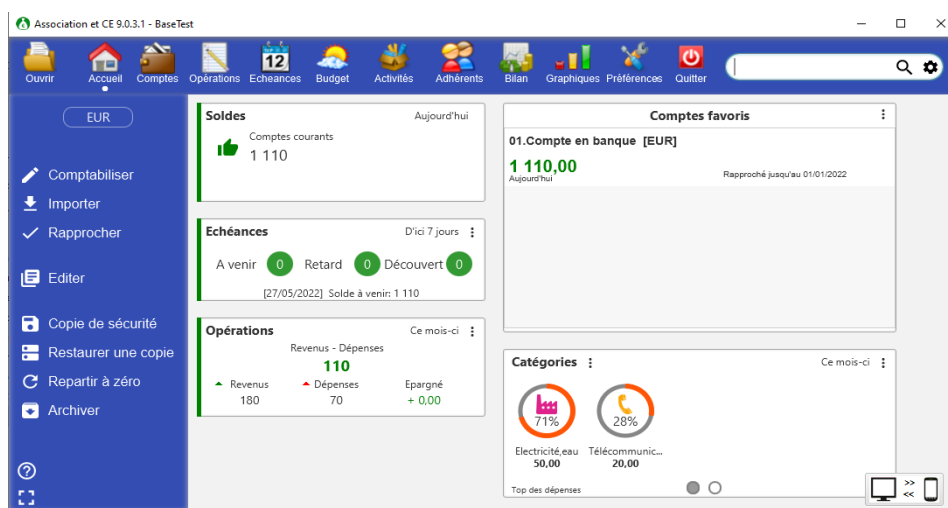 Association et CE 9.0.3.1 - BaseTest
Ouvrir Accueil Comptes Opérations Echéances Budget Activités Adhérents Bilan Graphiques Préférences Quitter
12
EUR
Comptabiliser
Importer
Rapprocher
Editer
Copie de sécurité
Restaurer une copie
Repartir à zéro
Archiver
Soldes Aujourd'hui
Comptes courants
1 110
Echéances D'ici 7 jours
A venir 0 Retard 0 Découvert 0
[27/05/2022] Solde à venir: 1 110
Opérations Ce mois-ci
Revenus - Dépenses
110
Revenus Dépenses Epargné
180 70 + 0,00
Comptes favoris
01.Compte en banque [EUR]
1 110,00
Aujourd'hui Rapproché jusqu'au 01/01/2022
Catégories Ce mois-ci
71% 28%
Electricité,eau Télécommunic...
50,00 20,00
Top des dépenses
>>
<<